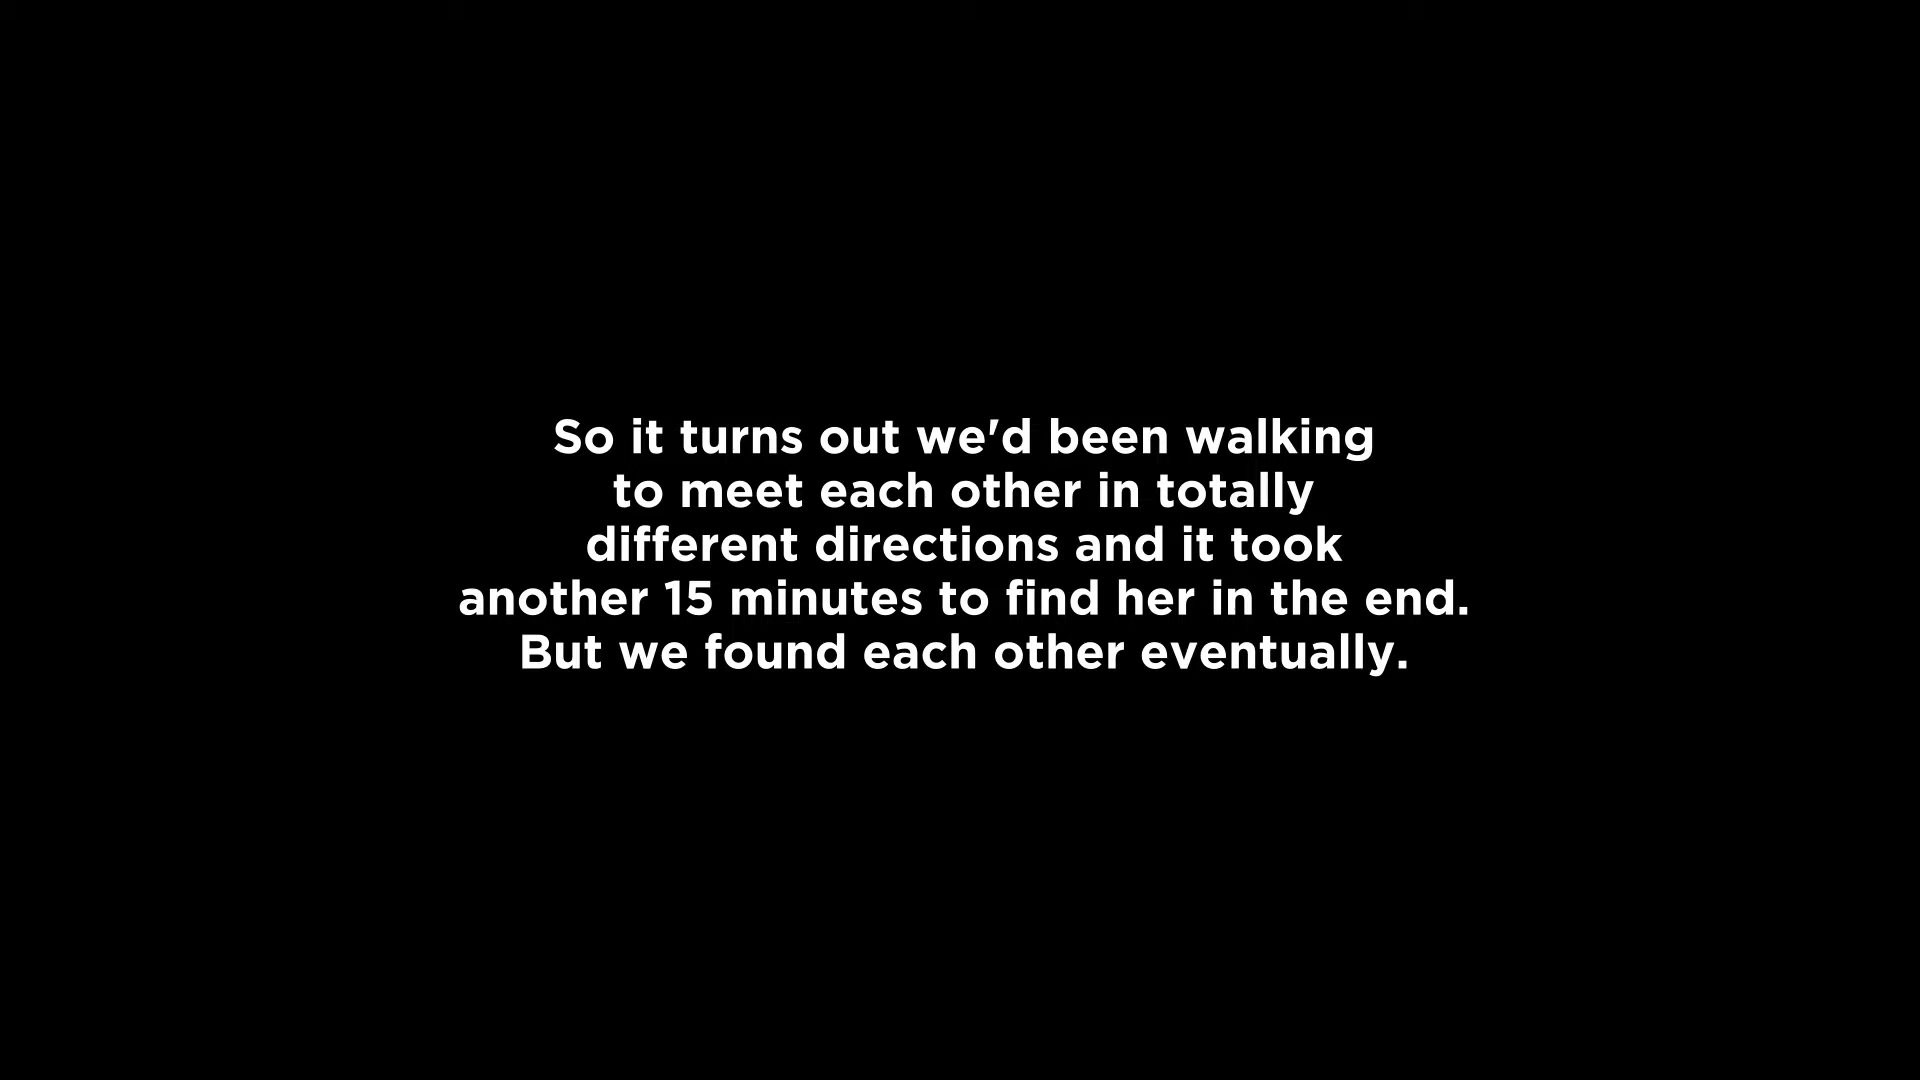 So it turns out we'd been walking
to meet each other in totally
different directions and it took
another 15 minutes to find her in the end.
But we found each other eventually.